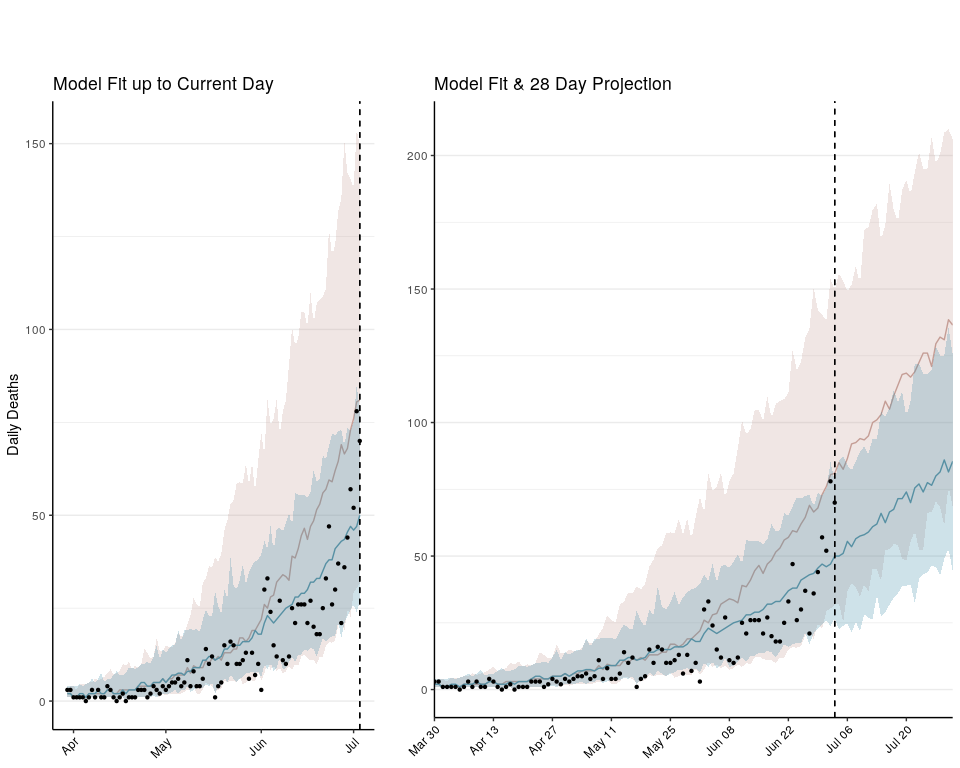 Model Fit up to Current Day
Daily Deaths
150
100
50
0
Apr
May
Jun
Jul
Model Fit & 28 Day Projection
200
150
100
50
0
Mar 30
Apr 13
Apr 27
May 11
May 25
Jun 08
Jun 22
Jul 06
Jul 20